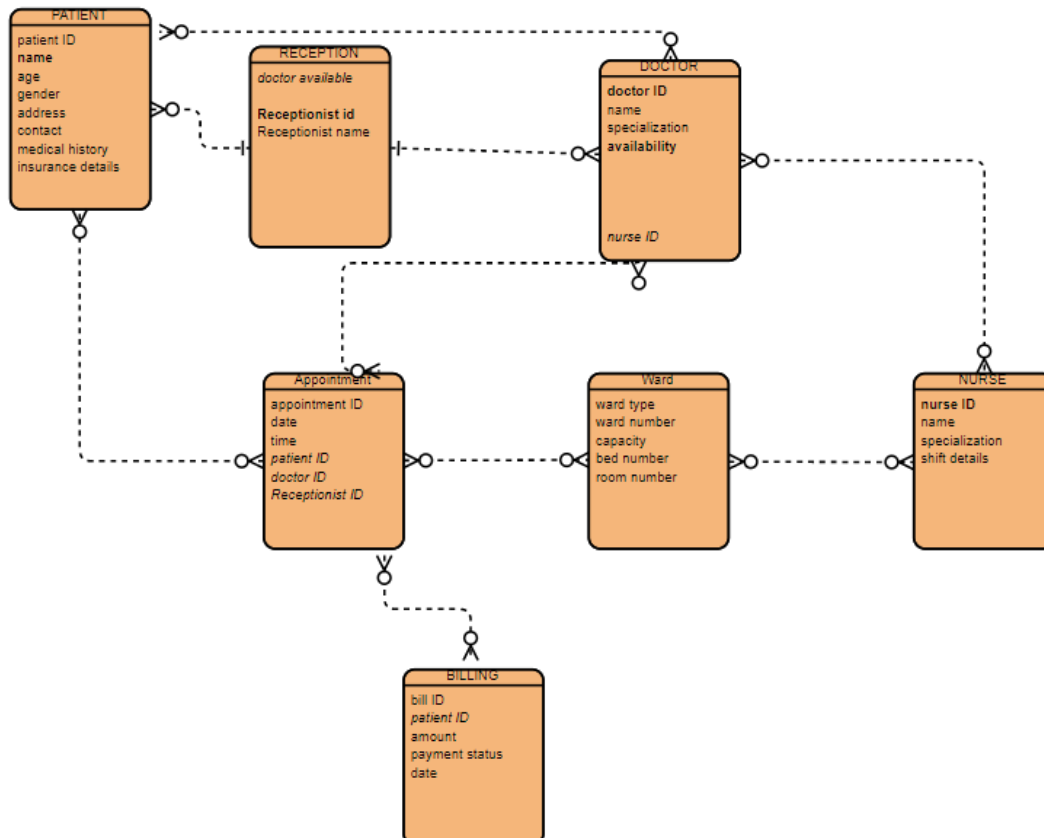 PATIENT
patient ID
name
age
gender
address
contact
medical history
insurance details
RECEPTION
doctor available
Receptionist id
Receptionist name
DOCTOR
doctor ID
name
specialization
availability
nurse ID
Appointment
appointment ID
date
time
patient ID
doctor ID
Receptionist ID
Ward
ward type
ward number
capacity
bed number
room number
NURSE
nurse ID
name
specialization
shift details
BILLING
bill ID
patient ID
amount
payment status
date